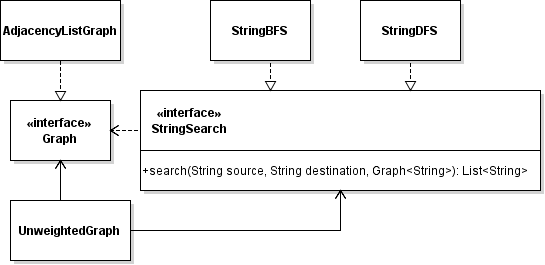 AdjacencyListGraph
StringBFS
StringDFS
«interface»
Graph
«interface»
StringSearch
+search(String source, String destination, Graph<String>): List<String>
UnweightedGraph